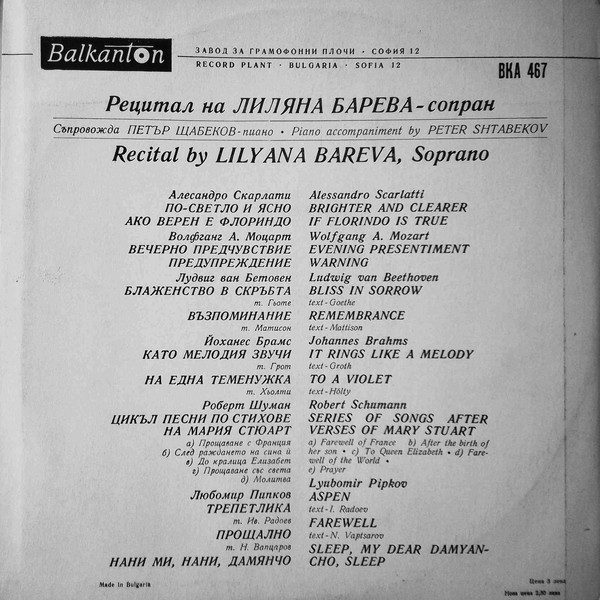 Balkanton
ЗАВОД ЗА ГРАМОФОННИ ПЛОЧИ · СОФИЯ 12
RECORD PLANT · BULGARIA · SOFIA 12
ВКА 467
Рецитал на ЛИЛЯНА БАРЕВА - сопран
Съпровожда ПЕТЪР ЩАБЕКОВ-пиано • Piano accompaniment by PETER SHTABEKOV
Recital by LILYANA BAREVA, Soprano
Алесандро Скарлати
ПО-СВЕТЛО И ЯСНО
АКО ВЕРЕН Е ФЛОРИНДО
Волфганг А. Моцарт
ВЕЧЕРНО ПРЕДЧУВСТВИЕ
ПРЕДУПРЕЖДЕНИЕ
Лудвиг ван Бетовен
БЛАЖЕНСТВО В СКРЪБТА
т. Гьоте
ВЪЗПОМИНАНИЕ
т. Матисон
Йоханес Брамс
КАТО МЕЛОДИЯ ЗВУЧИ
т. Грот
НА ЕДНА ТЕМЕНУЖКА
т. Хьолти
Роберт Шуман
ЦИКЪЛ ПЕСНИ ПО СТИХОВЕ
НА МАРИЯ СТЮАРТ
а) Прощаване с Франция
б) След раждането на сина ѝ
в) До кралица Елизабет
г) Прощаване със света
д) Молитва
Любомир Пипков
ТРЕПЕТЛИКА
т. Ив. Радоев
ПРОЩАЛНО
т. Н. Вапцаров
НАНИ МИ, НАНИ, ДАМЯНЧО
Alessandro Scarlatti
BRIGHTER AND CLEARER
IF FLORINDO IS TRUE
Wolfgang A. Mozart
EVENING PRESENTIMENT
WARNING
Ludwig van Beethoven
BLISS IN SORROW
text - Goethe
REMEMBRANCE
text - Mattison
Johannes Brahms
IT RINGS LIKE A MELODY
text - Groth
TO A VIOLET
text - Hölty
Robert Schumann
SERIES OF SONGS AFTER
VERSES OF MARY STUART
a) Farewell of France b) After the birth of
her son • c) To Queen Elizabeth • d) Fare-
well of the World •
e) Prayer
Lyubomir Pipkov
ASPEN
text - I. Radoev
FAREWELL
text - N. Vaptsarov
SLEEP, MY DEAR DAMYAN-
CHO, SLEEP
Made in Bulgaria
Цена 3 лева
Нова цена 2,50 лева